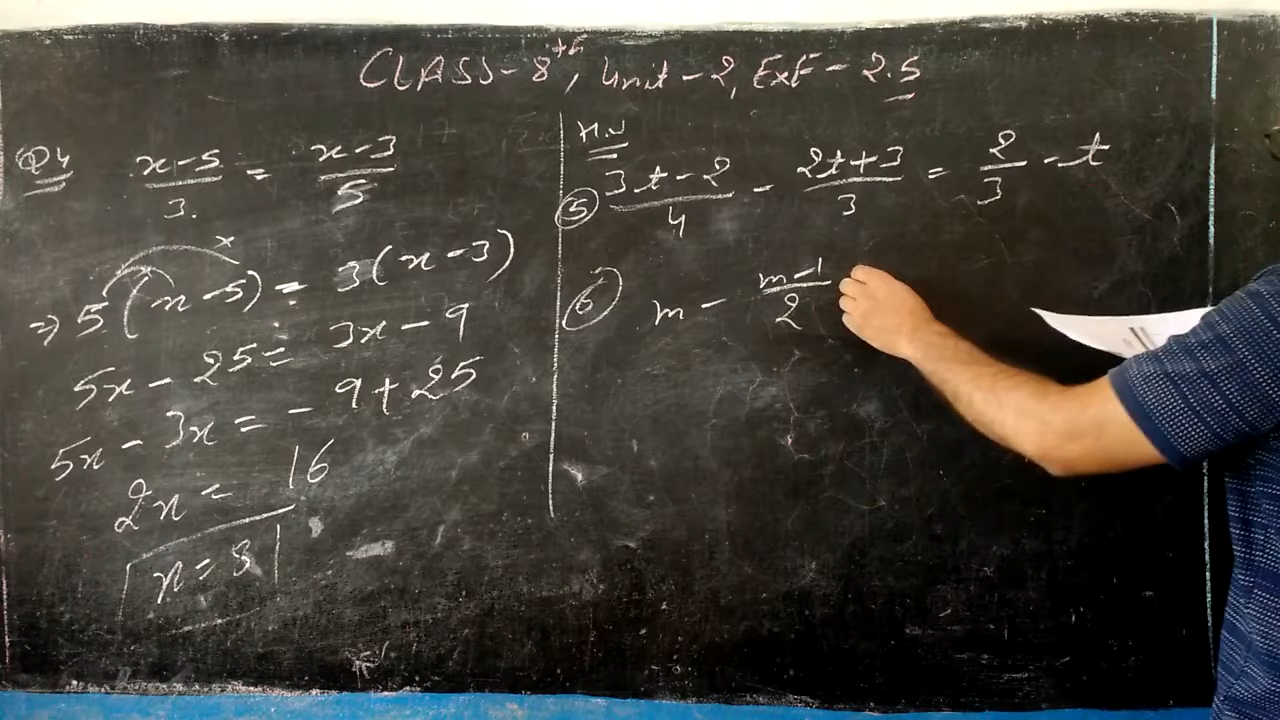 CLASS-8th, Unit-2, ExE-2.5
Q4 x-5/3. = x-3/5
=> 5(x-5) = 3(x-3)
5x - 25 = 3x - 9
5x - 3x = -9+25
2x = 16
x = 8
H.W
5 3t-2/4 - 2t+3/3 = 2/3 - t
6 m - m-1/2